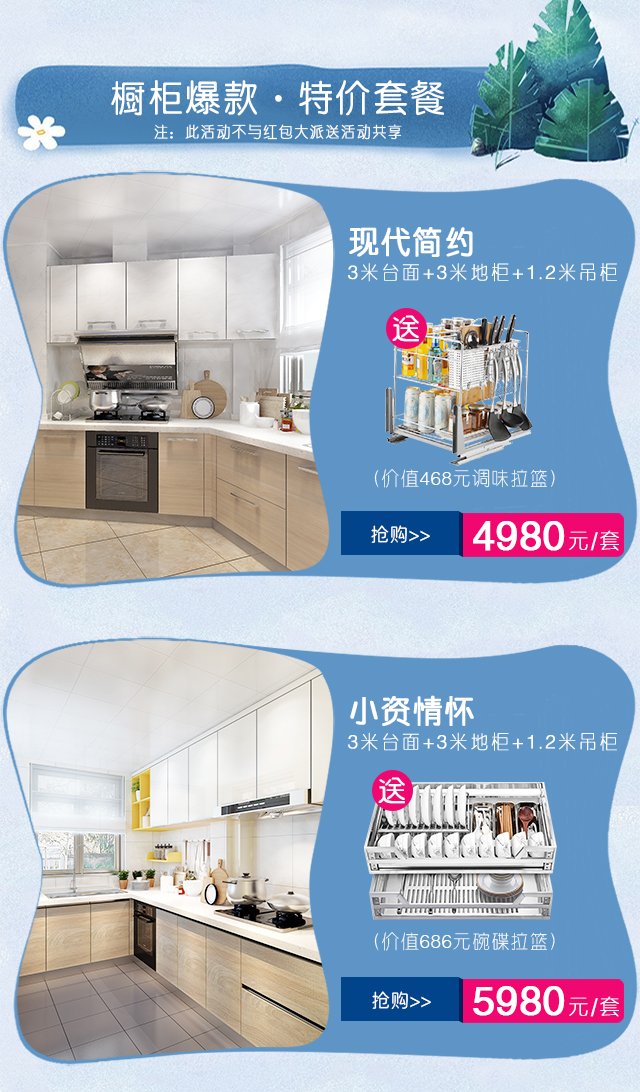 橱柜爆款·特价套餐
注：此活动不与红包大派送活动共享
现代简约
3米台面+3米地柜+1.2米吊柜
送
（价值468元调味拉篮）
抢购>> 4980元/套
小资情怀
3米台面+3米地柜+1.2米吊柜
送
（价值686元碗碟拉篮）
抢购>> 5980元/套